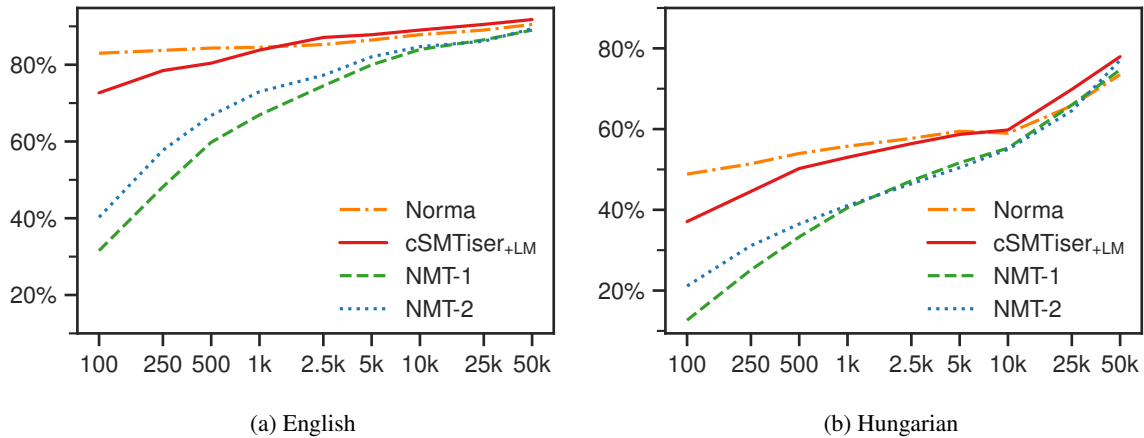 80%
60%
40%
20%
Norma
cSMTiser+LM
NMT-1
NMT-2
100 250 500 1k 2.5k 5k 10k 25k 50k
(a) English
80%
60%
40%
20%
Norma
cSMTiser+LM
NMT-1
NMT-2
100 250 500 1k 2.5k 5k 10k 25k 50k
(b) Hungarian